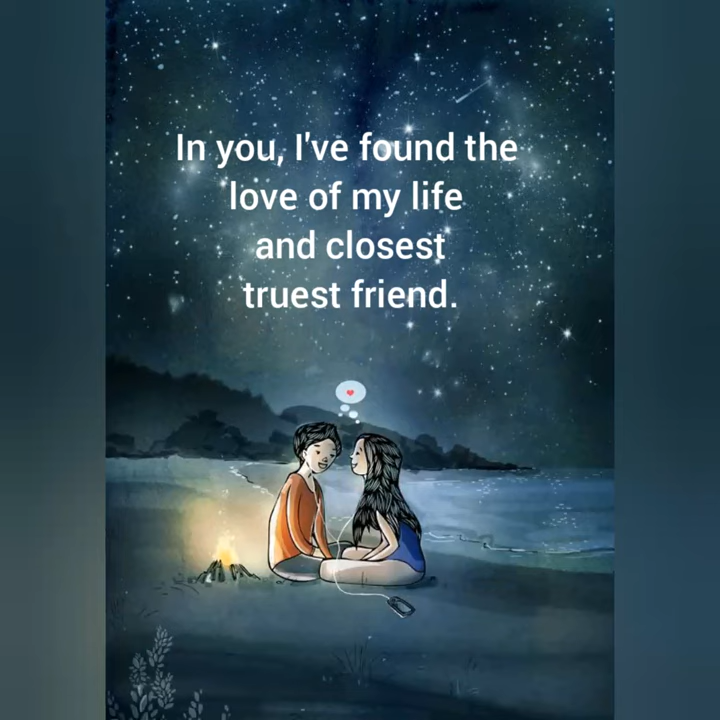 In you, I've found the
love of my life
and closest
truest friend.